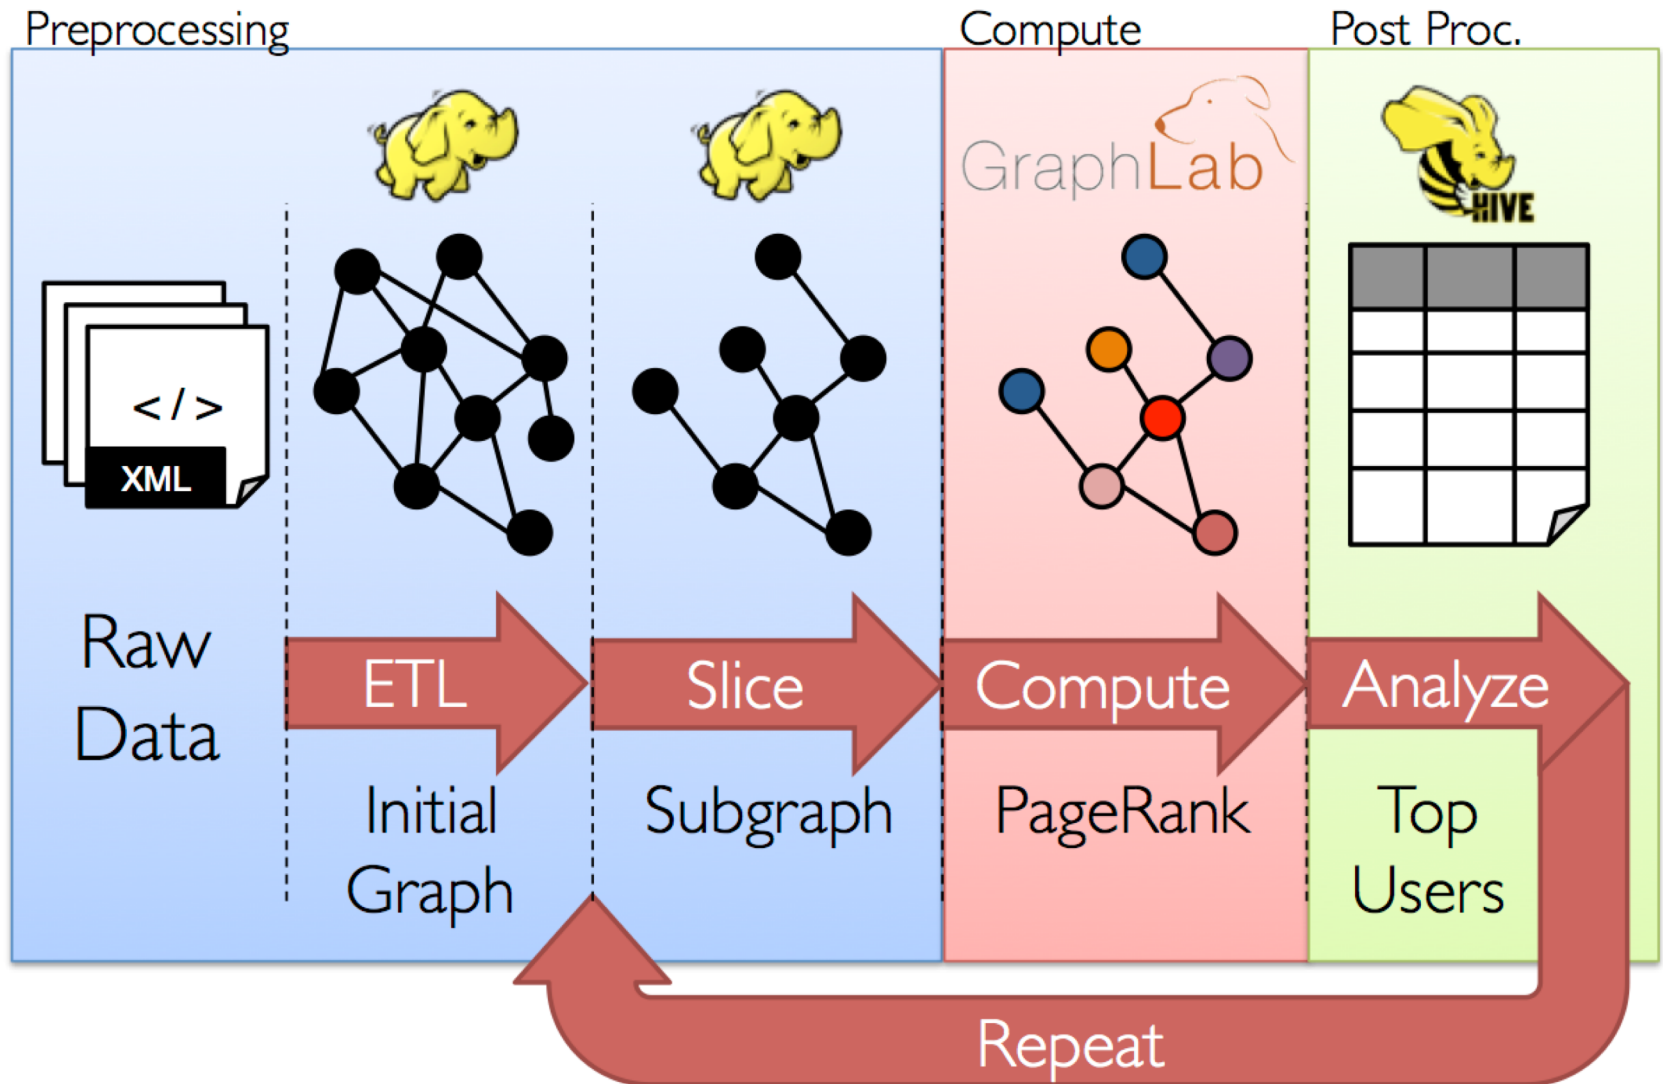 Preprocessing
Compute
Post Proc.
GraphLab
HIVE
</>
XML
Raw
Data
ETL
Slice
Compute
Analyze
Initial
Graph
Subgraph
PageRank
Top
Users
Repeat